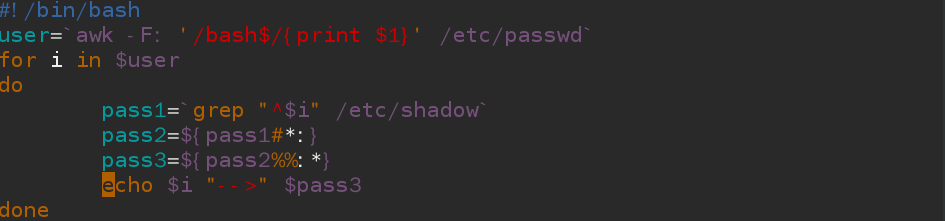 #!/bin/bash
user=`awk -F: '/bash$/{print $1}' /etc/passwd`
for i in $user
do
        pass1=`grep "^$i" /etc/shadow`
        pass2=${pass1#*:}
        pass3=${pass2%%:*}
        echo $i "-->" $pass3
done